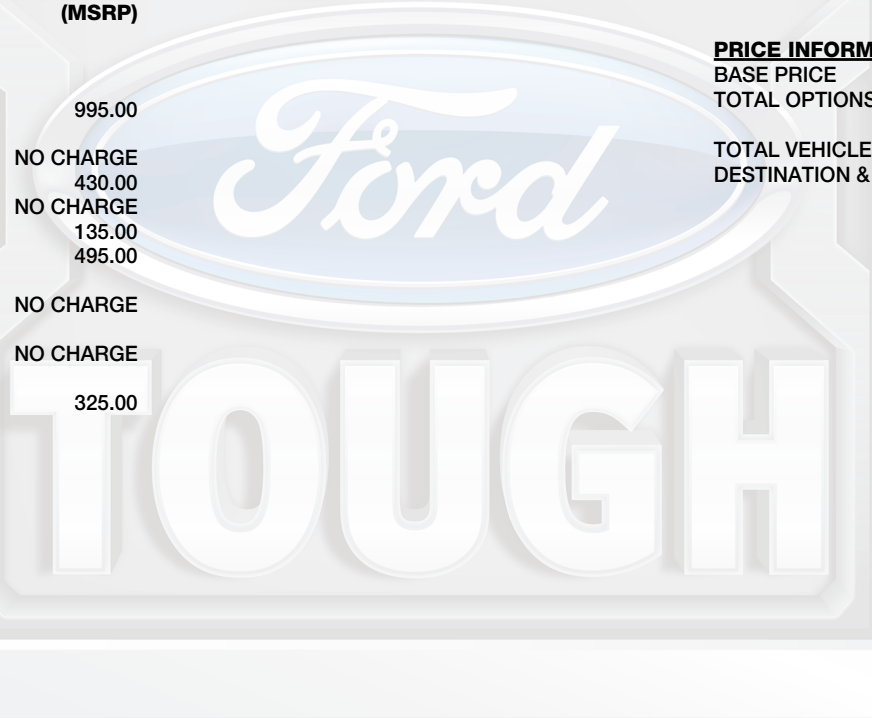 (MSRP)
995.00
NO CHARGE
430.00
NO CHARGE
135.00
495.00
NO CHARGE
NO CHARGE
325.00
PRICE INFORM
BASE PRICE
TOTAL OPTIONS
TOTAL VEHICLE
DESTINATION &
Ford
TOUGH